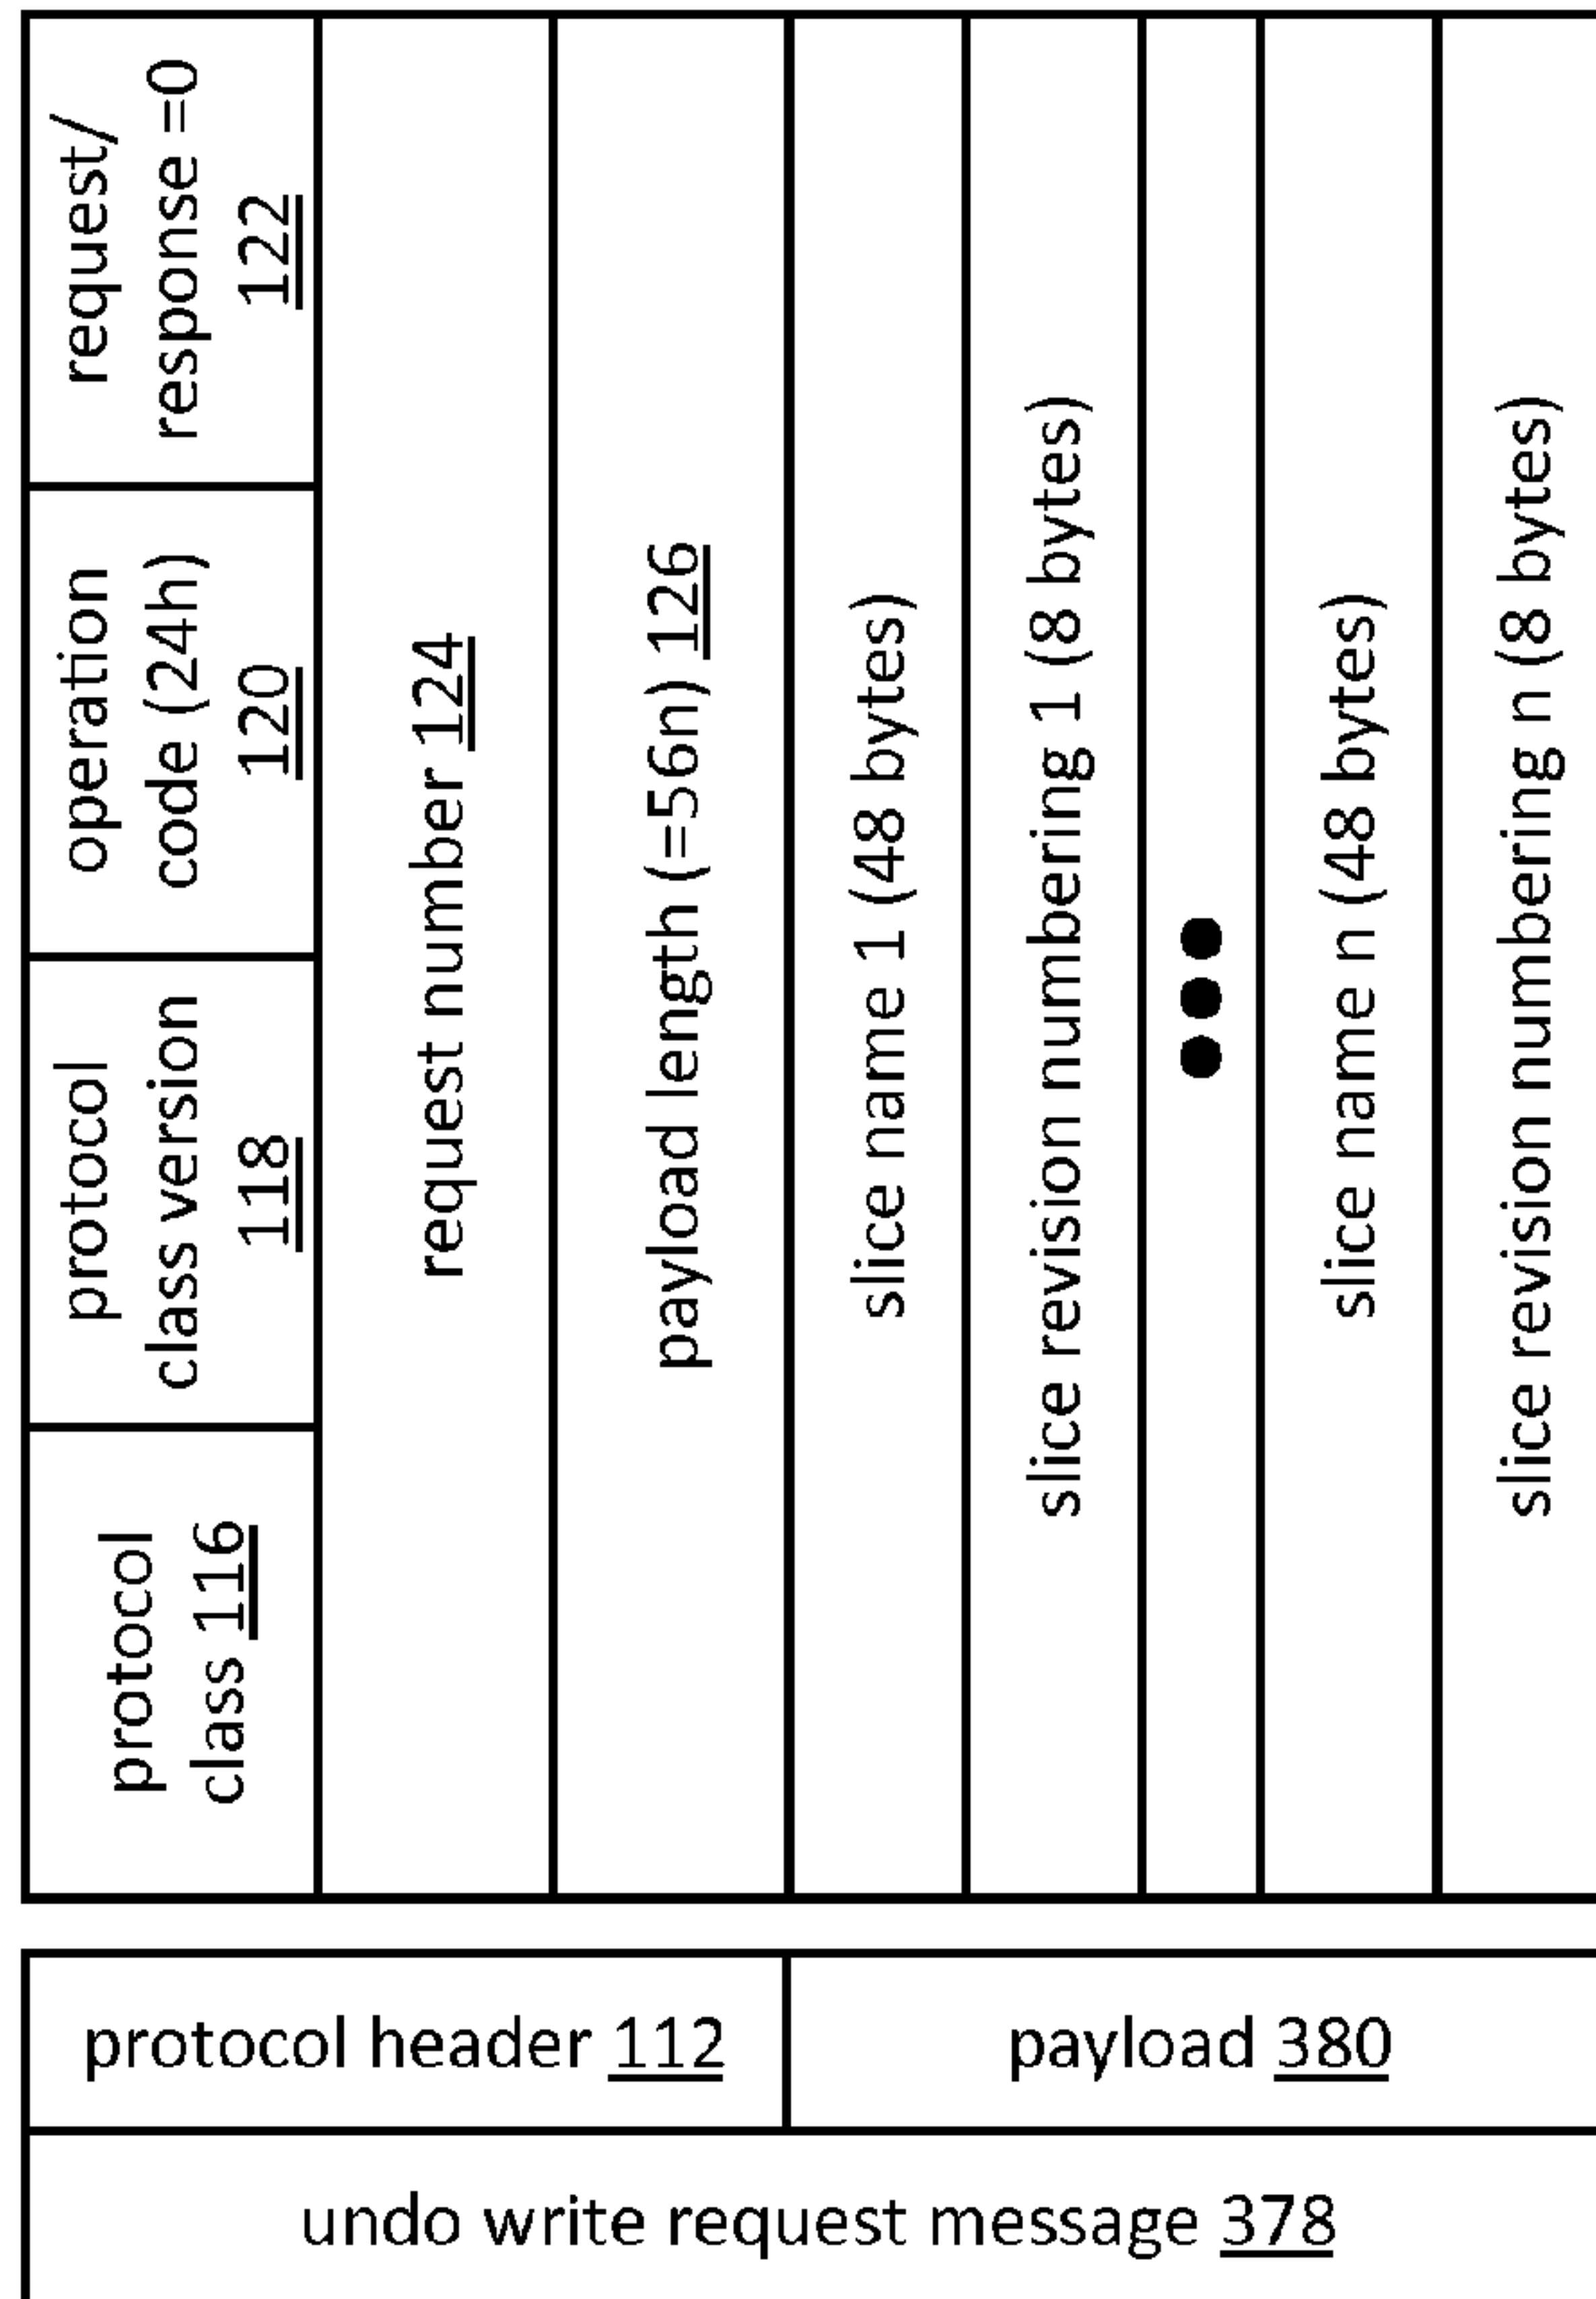 protocol
class 116
protocol
class version
118
operation
code (24h)
120
request/
response =0
122
request number 124
payload length (=56n) 126
slice name 1 (48 bytes)
slice revision numbering 1 (8 bytes)
●●●
slice name n (48 bytes)
slice revision numbering n (8 bytes)
protocol header 112
payload 380
undo write request message 378